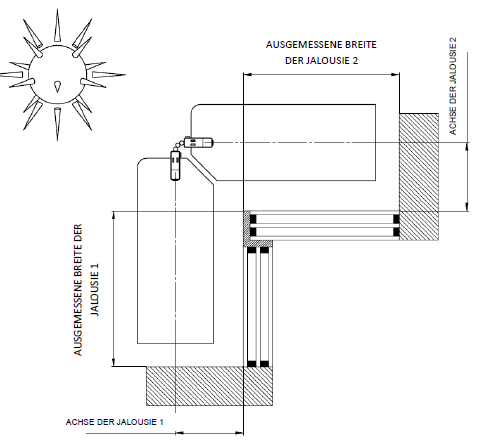 AUSGEMESSENE BREITE
DER JALOUSIE 2
ACHSE DER JALOUSIE 2
AUSGEMESSENE BREITE DER
JALOUSIE 1
ACHSE DER JALOUSIE 1